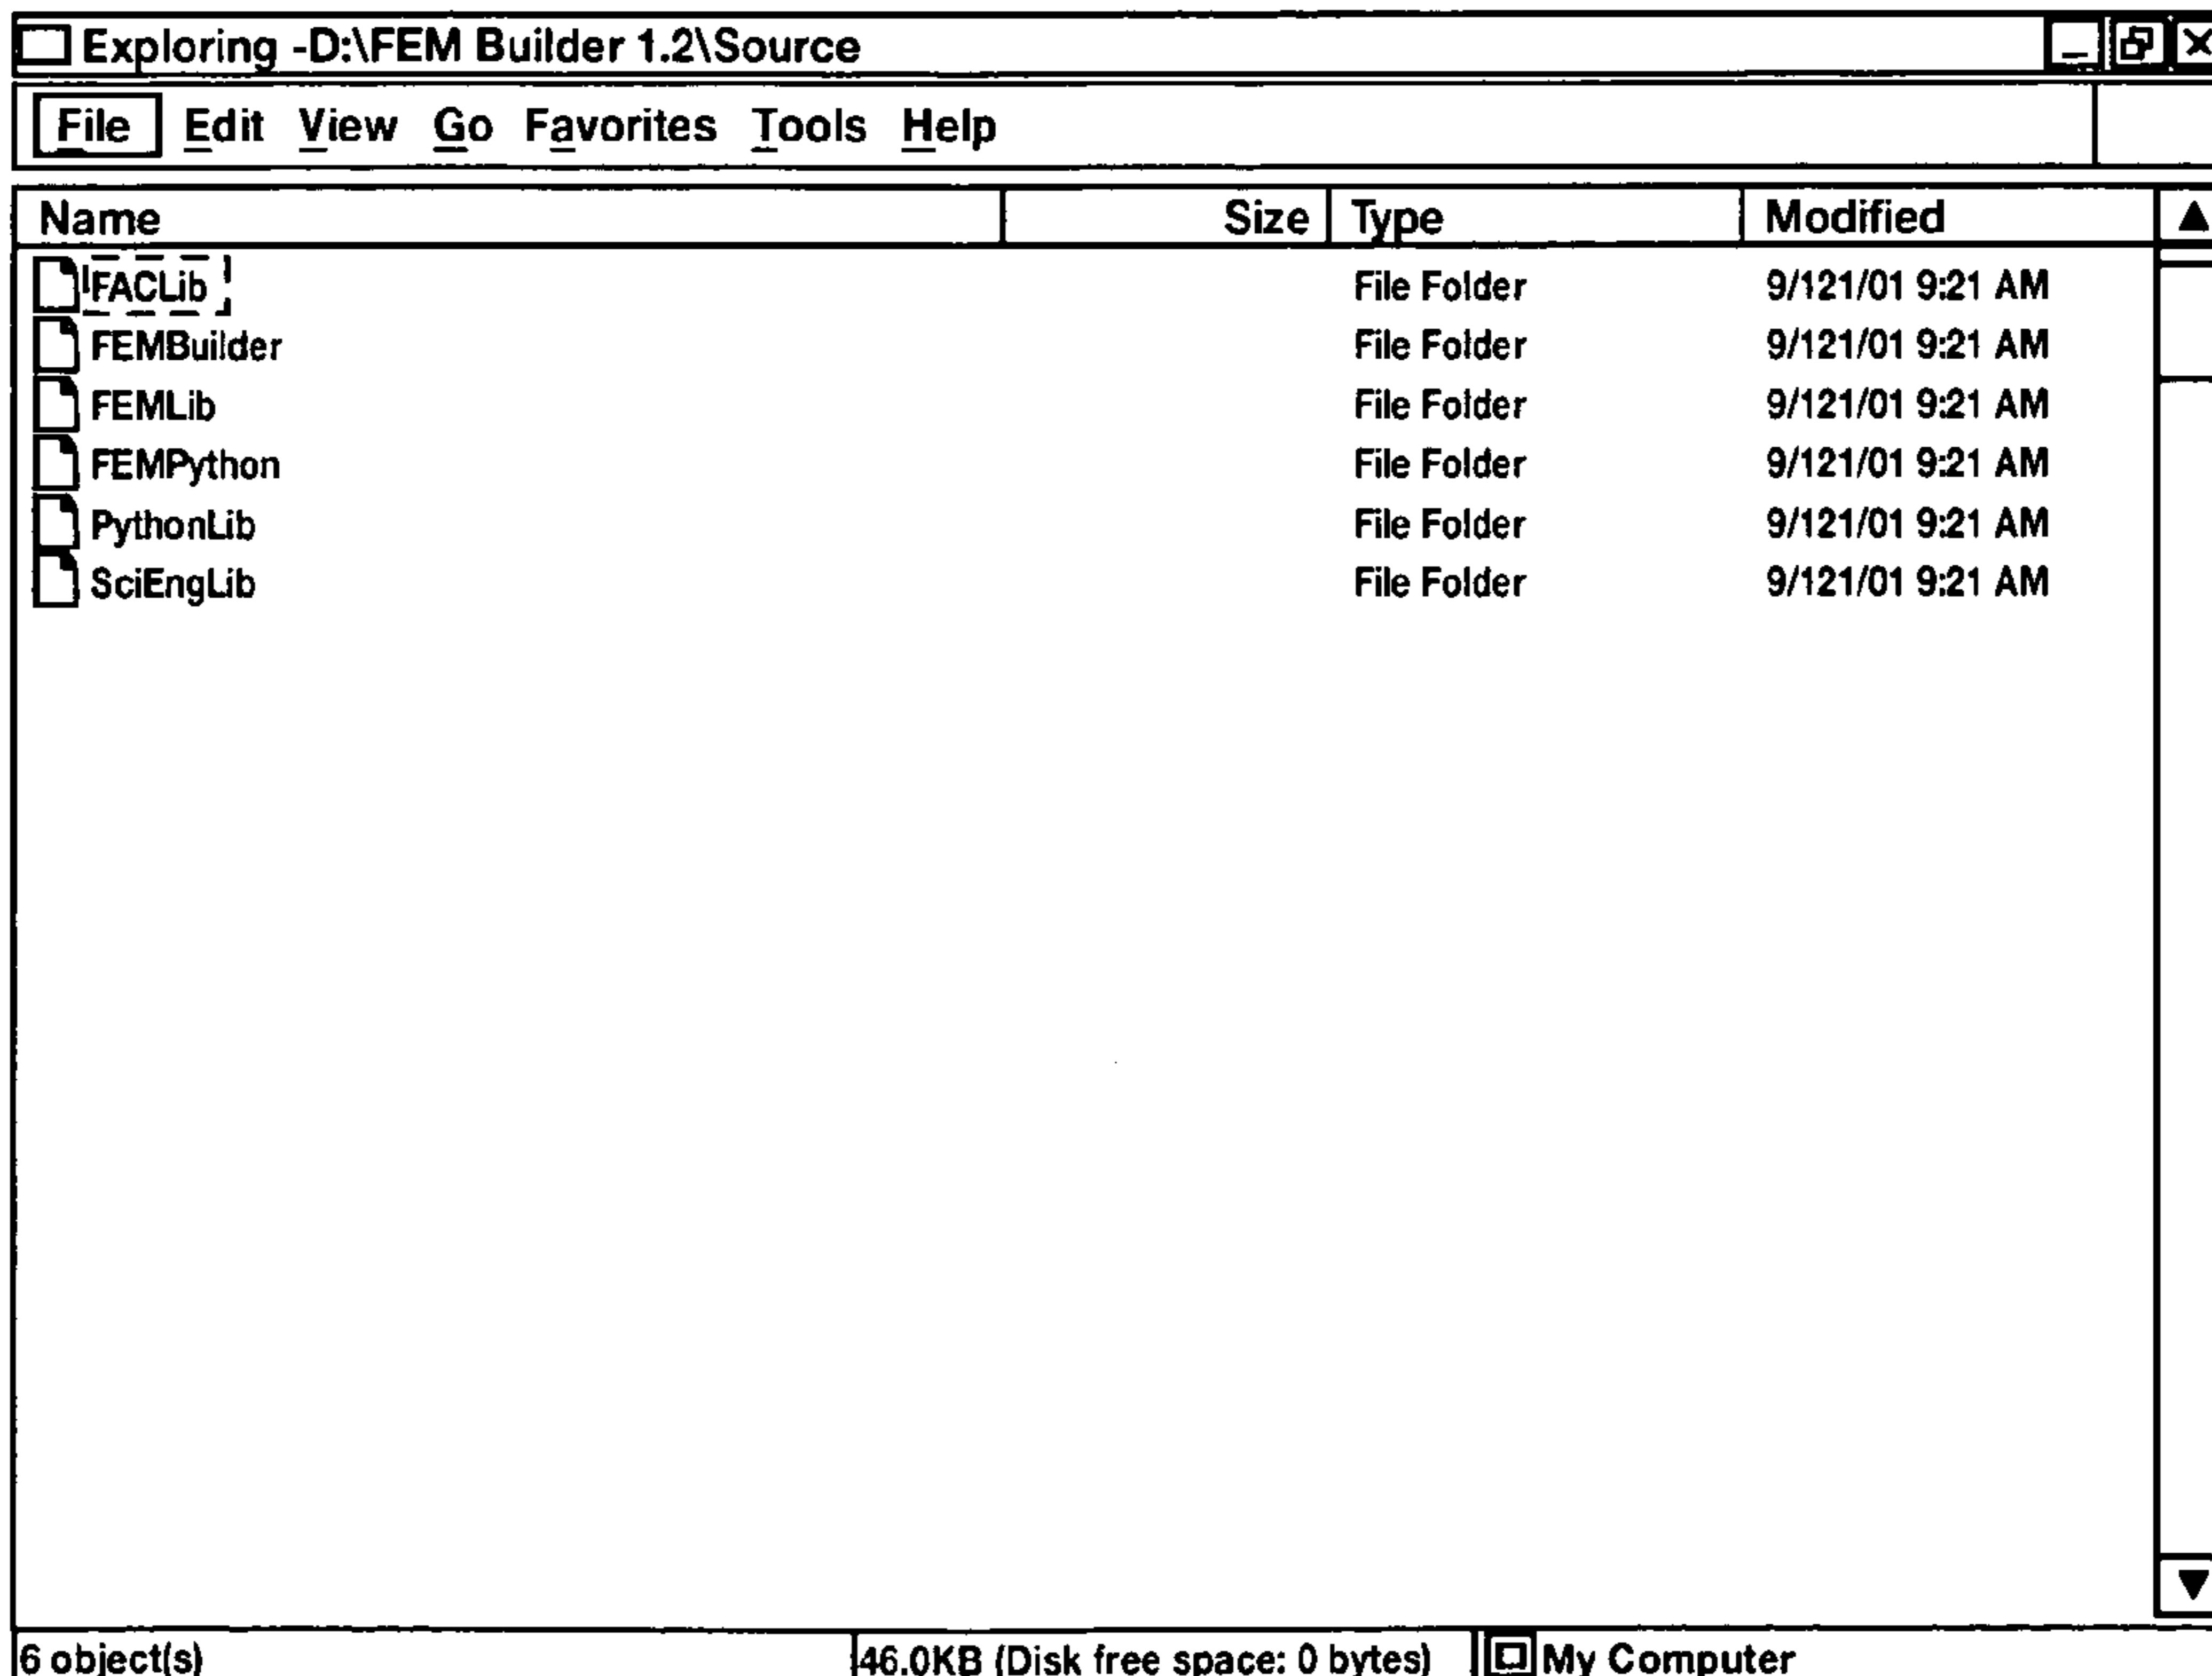 Exploring -D:\FEM Builder 1.2\Source
File Edit View Go Favorites Tools Help
Name Size Type Modified
FACLib File Folder 9/121/01 9:21 AM
FEMBuilder File Folder 9/121/01 9:21 AM
FEMLib File Folder 9/121/01 9:21 AM
FEMPython File Folder 9/121/01 9:21 AM
PythonLib File Folder 9/121/01 9:21 AM
SciEngLib File Folder 9/121/01 9:21 AM
6 object(s) 46.0KB (Disk free space: 0 bytes) My Computer